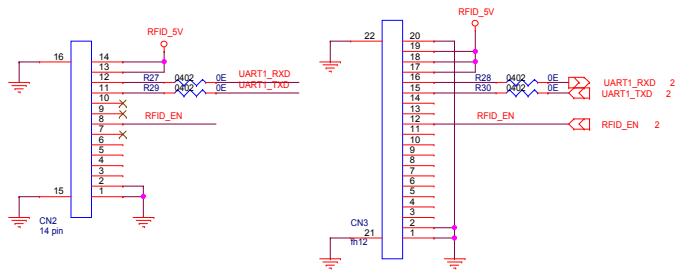 RFID_5V
16
14
13
12 R27 0402 0E UART1_RXD
11 R29 0402 0E UART1_TXD
10
9
8 RFID_EN
7
6
5
4
3
2
15 1
CN2
14 pin
RFID_5V
22 20
19
18
17
16 R28 0402 0E UART1_RXD 2
15 R30 0402 0E UART1_TXD 2
14
13
12 RFID_EN RFID_EN 2
11
10
9
8
7
6
5
4
3
2
21 1
CN3
fh12